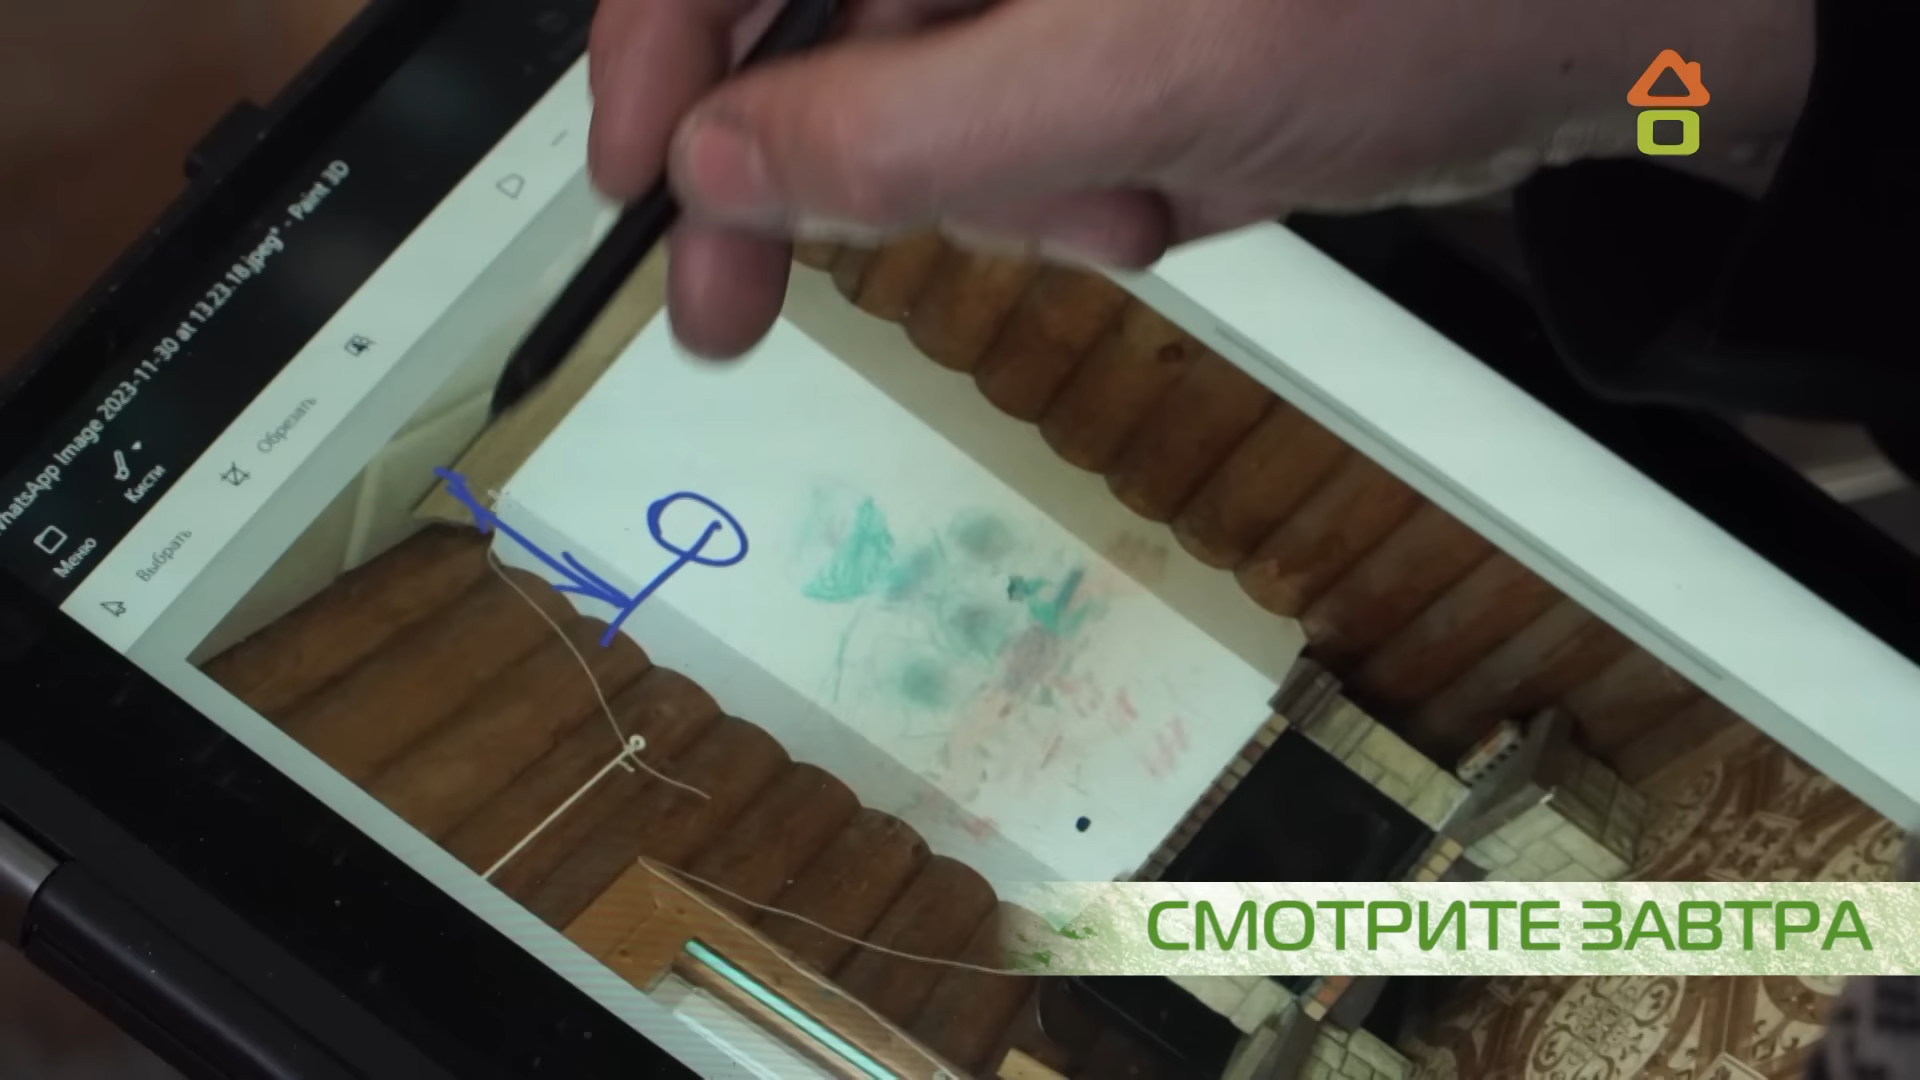 WhatsApp Image 2023-11-30 at 13.23.18.jpeg* - Paint 3D
Меню
Кисти
Выбрать
Обрезать
СМОТРИТЕ ЗАВТРА